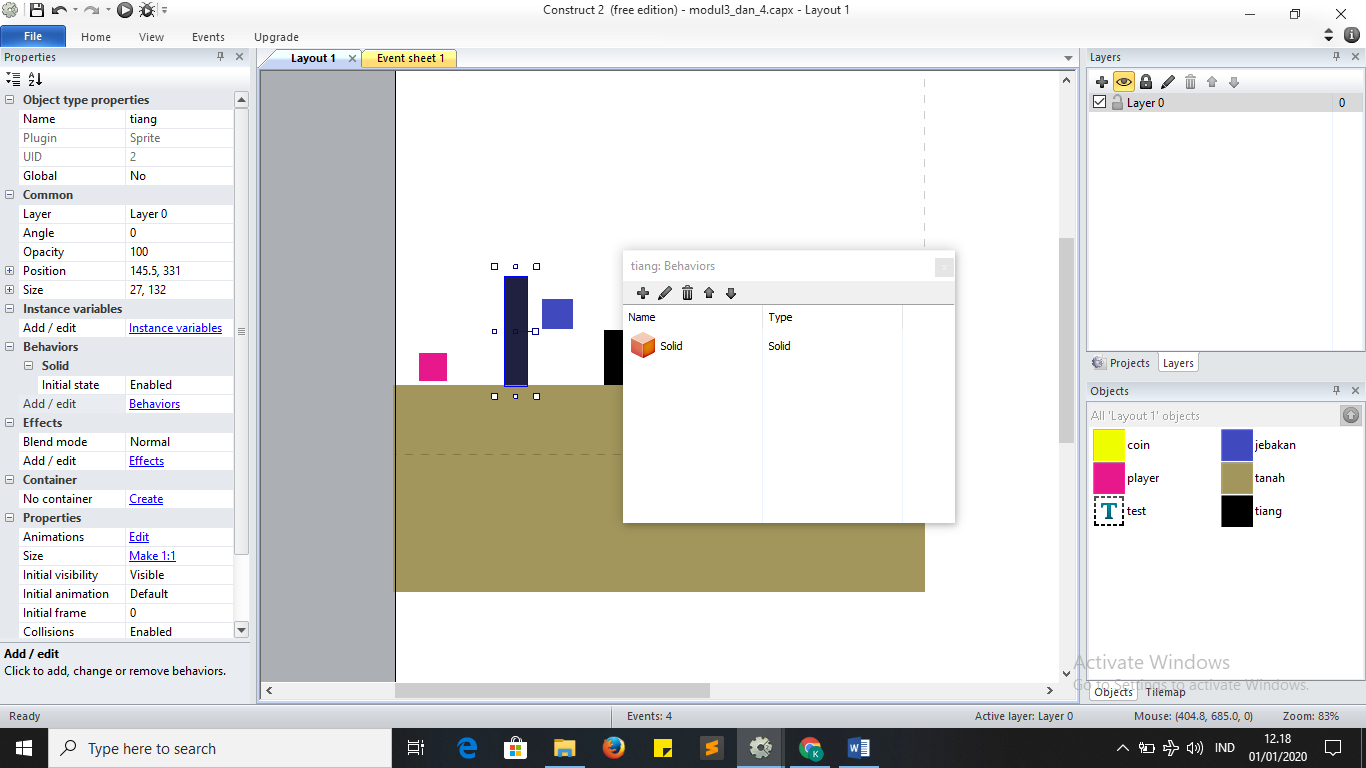 Construct 2 (free edition) - modul3_dan_4.capx - Layout 1
File Home View Events Upgrade
Properties
Layout 1
Event sheet 1
Object type properties
Name tiang
Plugin Sprite
UID 2
Global No
Common
Layer Layer 0
Angle 0
Opacity 100
Position 145.5, 331
Size 27, 132
Instance variables
Add / edit Instance variables
Behaviors
Solid
Initial state Enabled
Add / edit Behaviors
Effects
Blend mode Normal
Add / edit Effects
Container
No container Create
Properties
Animations Edit
Size Make 1:1
Initial visibility Visible
Initial animation Default
Initial frame 0
Collisions Enabled
Add / edit
Click to add, change or remove behaviors.
tiang: Behaviors
Name Type
Solid Solid
Layers
Layer 0 0
Projects Layers
Objects
All 'Layout 1' objects
coin jebakan
player tanah
T test tiang
Activate Windows
Go to Settings to activate Windows.
Objects Tilemap
Ready Events: 4 Active layer: Layer 0 Mouse: (404.8, 685.0, 0) Zoom: 83%
Type here to search
K
IND
12.18
01/01/2020